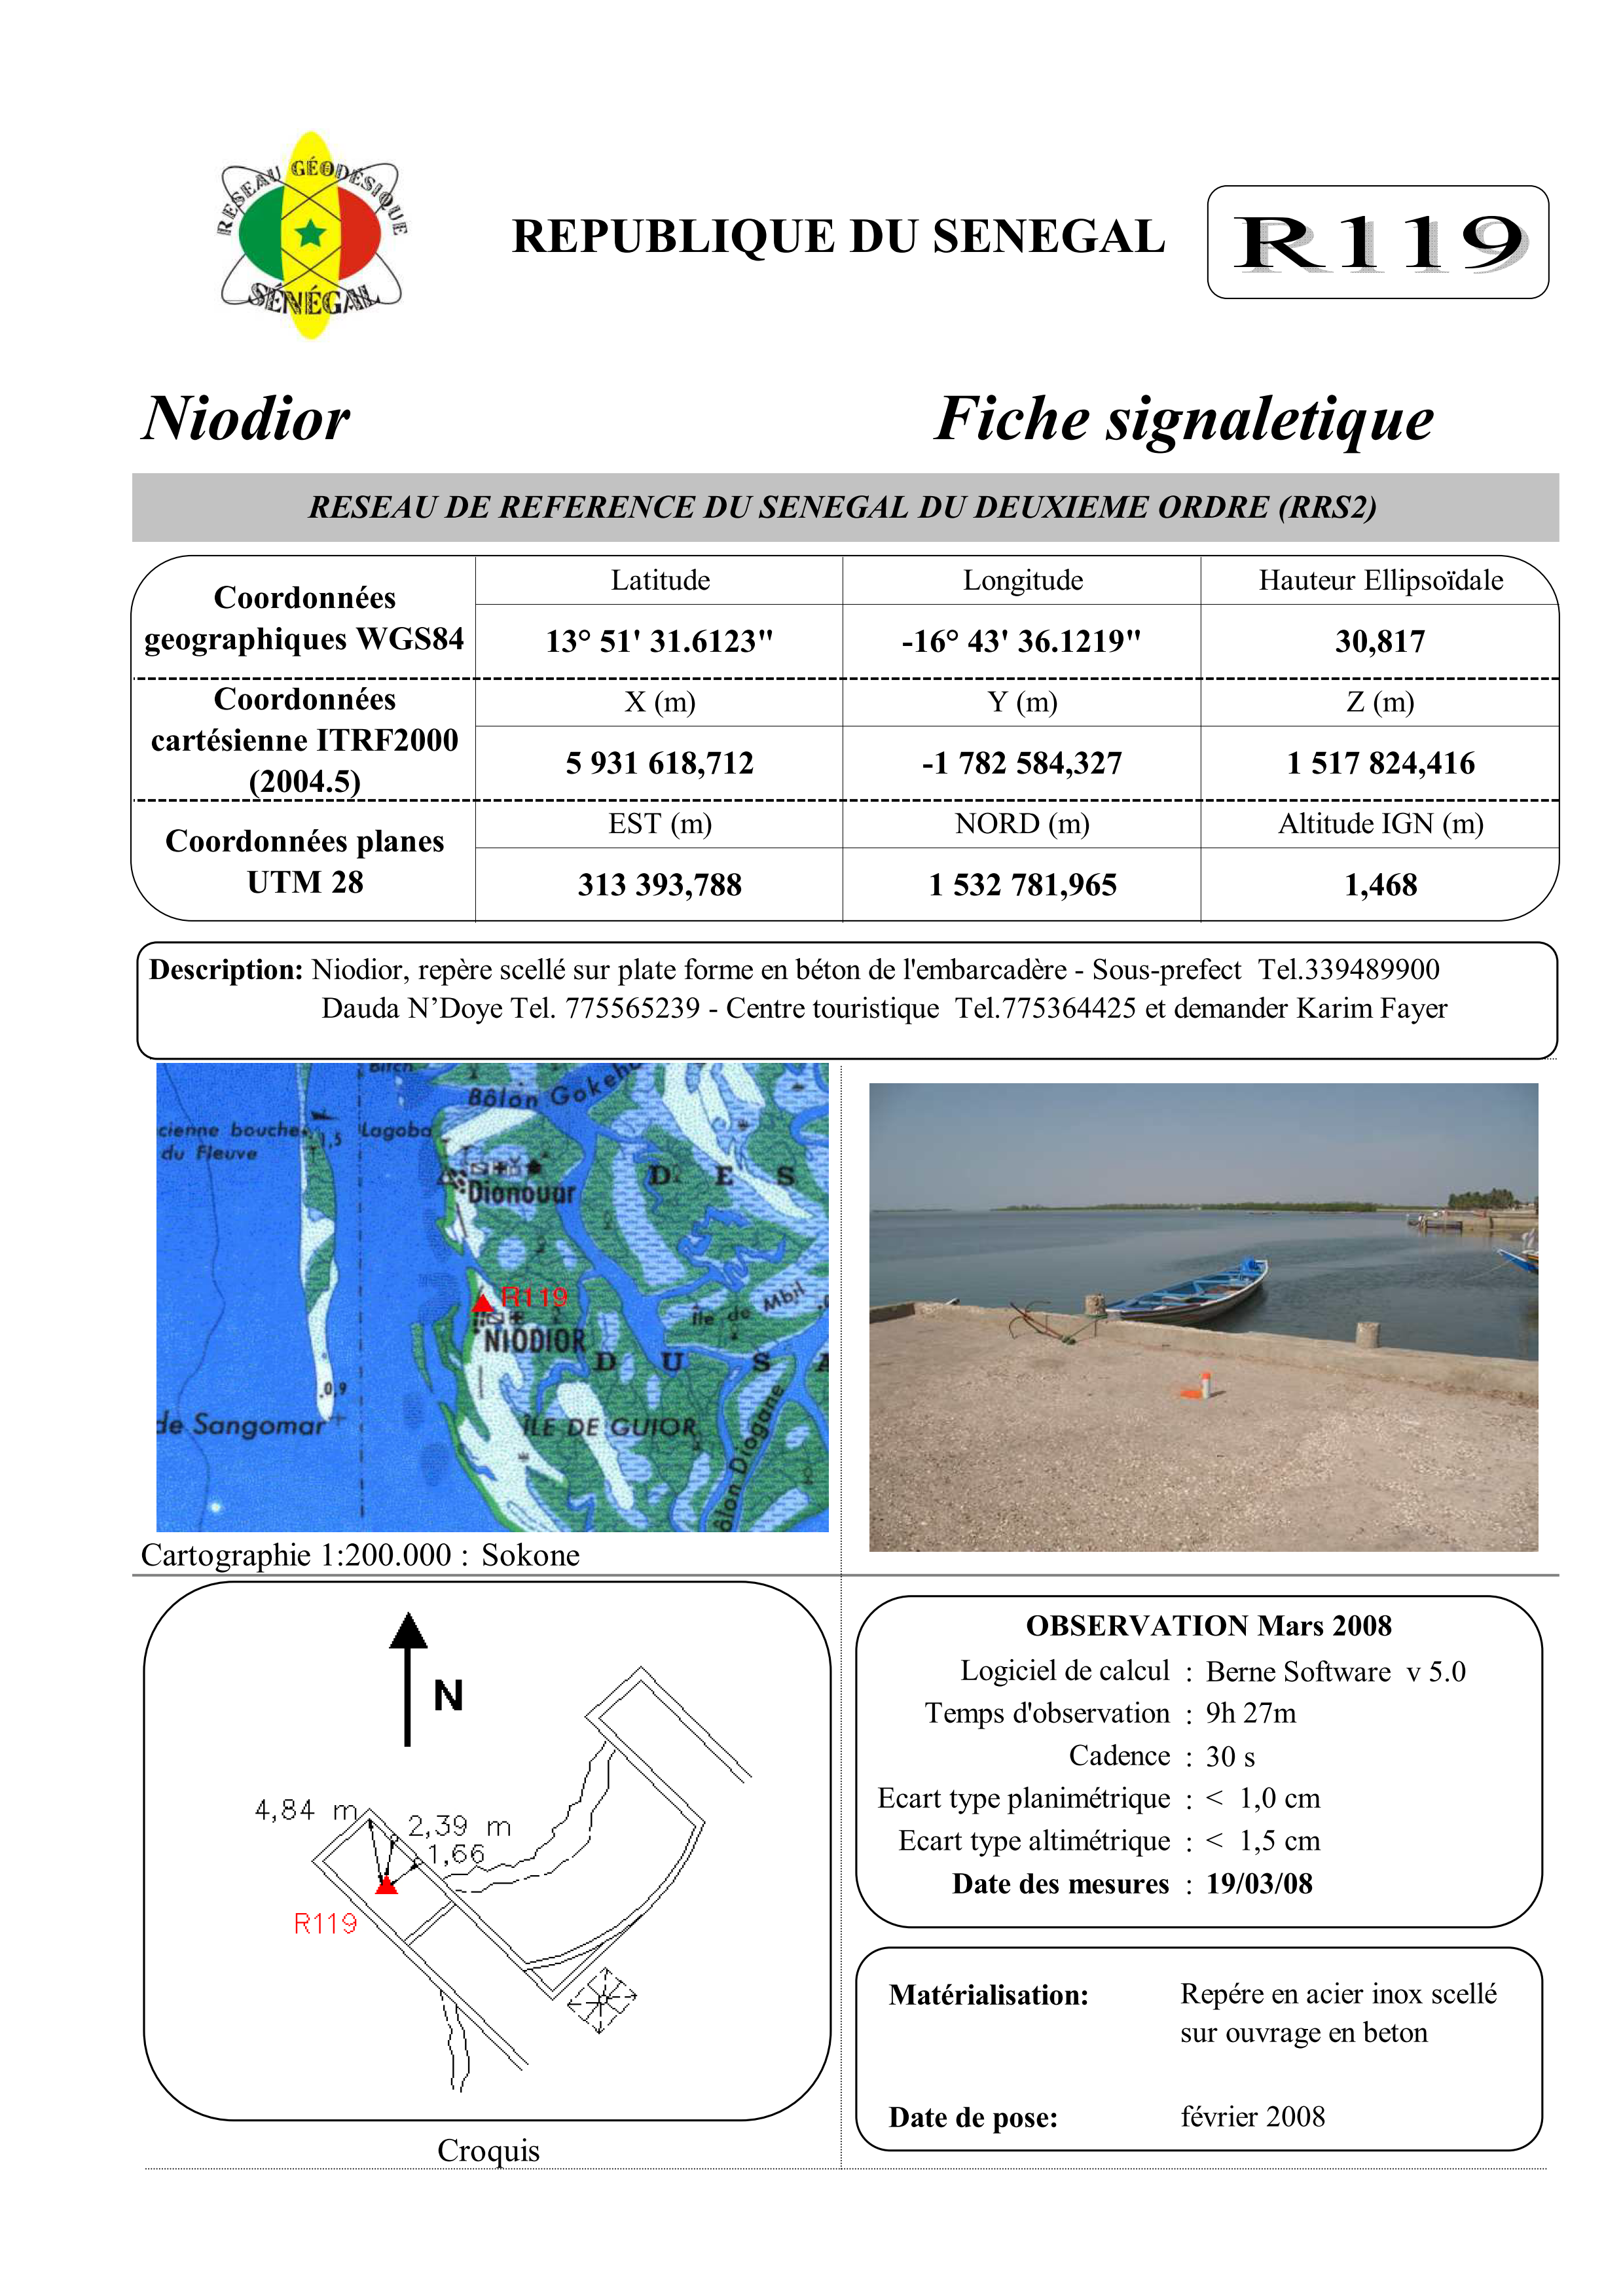 RESEAU GÉODÉSIQUE
SÉNÉGAL
REPUBLIQUE DU SENEGAL
R119
Niodior
Fiche signaletique
RESEAU DE REFERENCE DU SENEGAL DU DEUXIEME ORDRE (RRS2)
Coordonnées
geographiques WGS84
Latitude
Longitude
Hauteur Ellipsoïdale
13° 51' 31.6123"
-16° 43' 36.1219"
30,817
Coordonnées
cartésienne ITRF2000
(2004.5)
X (m)
Y (m)
Z (m)
5 931 618,712
-1 782 584,327
1 517 824,416
Coordonnées planes
UTM 28
EST (m)
NORD (m)
Altitude IGN (m)
313 393,788
1 532 781,965
1,468
Description: Niodior, repère scellé sur plate forme en béton de l'embarcadère - Sous-prefect Tel.339489900
Dauda N’Doye Tel. 775565239 - Centre touristique Tel.775364425 et demander Karim Fayer
Bôlon Gokeh
cienne bouche
du Fleuve
1,5
Lagoba
Dionouar
D E S
R119
NIODIOR
Île de Mbil
D U S A
0,9
de Sangomar
ÎLE DE GUIOR
ôlon Diogane
Cartographie 1:200.000 : Sokone
N
4,84 m
2,39 m
1,66
R119
Croquis
OBSERVATION Mars 2008
Logiciel de calcul : Berne Software v 5.0
Temps d'observation : 9h 27m
Cadence : 30 s
Ecart type planimétrique : < 1,0 cm
Ecart type altimétrique : < 1,5 cm
Date des mesures : 19/03/08
Matérialisation: Repére en acier inox scellé
sur ouvrage en beton
Date de pose: février 2008